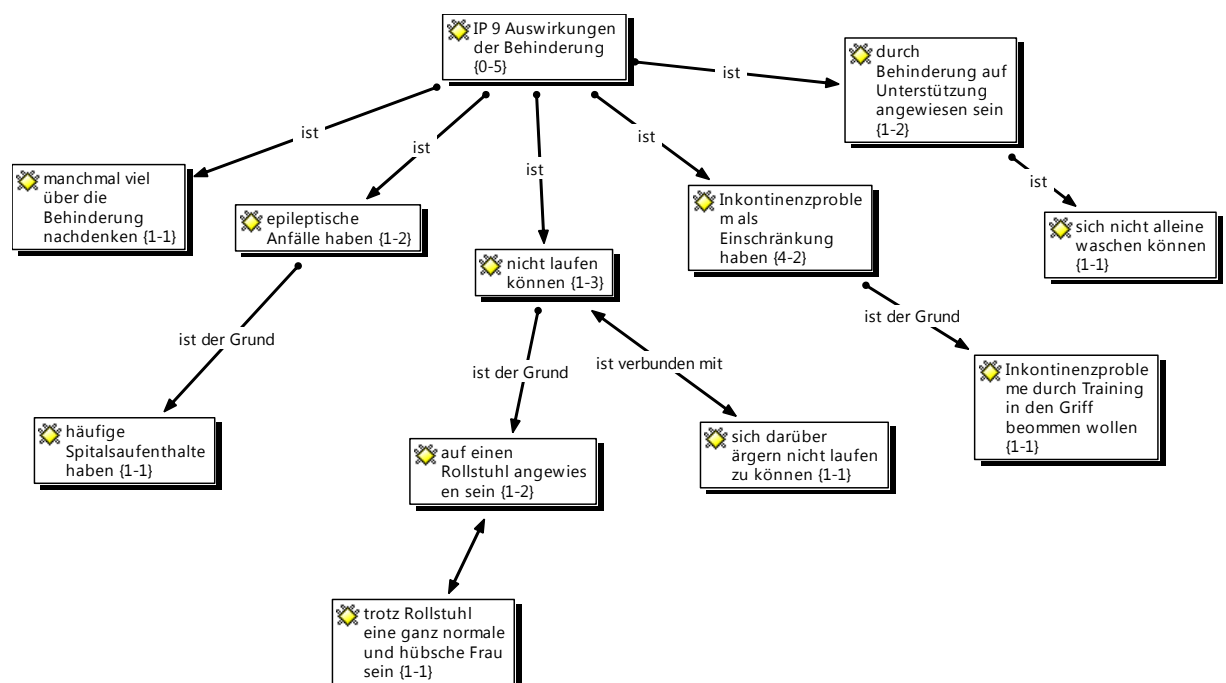 IP 9 Auswirkungen
der Behinderung
{0-5}
ist
durch
Behinderung auf
Unterstützung
angewiesen sein
{1-2}
ist
ist
ist
ist
ist
manchmal viel
über die
Behinderung
nachdenken {1-1}
epileptische
Anfälle haben {1-2}
nicht laufen
können {1-3}
Inkontinenzproble
m als
Einschränkung
haben {4-2}
sich nicht alleine
waschen können
{1-1}
ist der Grund
ist der Grund
ist verbunden mit
ist der Grund
häufige
Spitalsaufenthalte
haben {1-1}
auf einen
Rollstuhl angewies
en sein {1-2}
sich darüber
ärgern nicht laufen
zu können {1-1}
Inkontinenzproble
me durch Training
in den Griff
beommen wollen
{1-1}
trotz Rollstuhl
eine ganz normale
und hübsche Frau
sein {1-1}